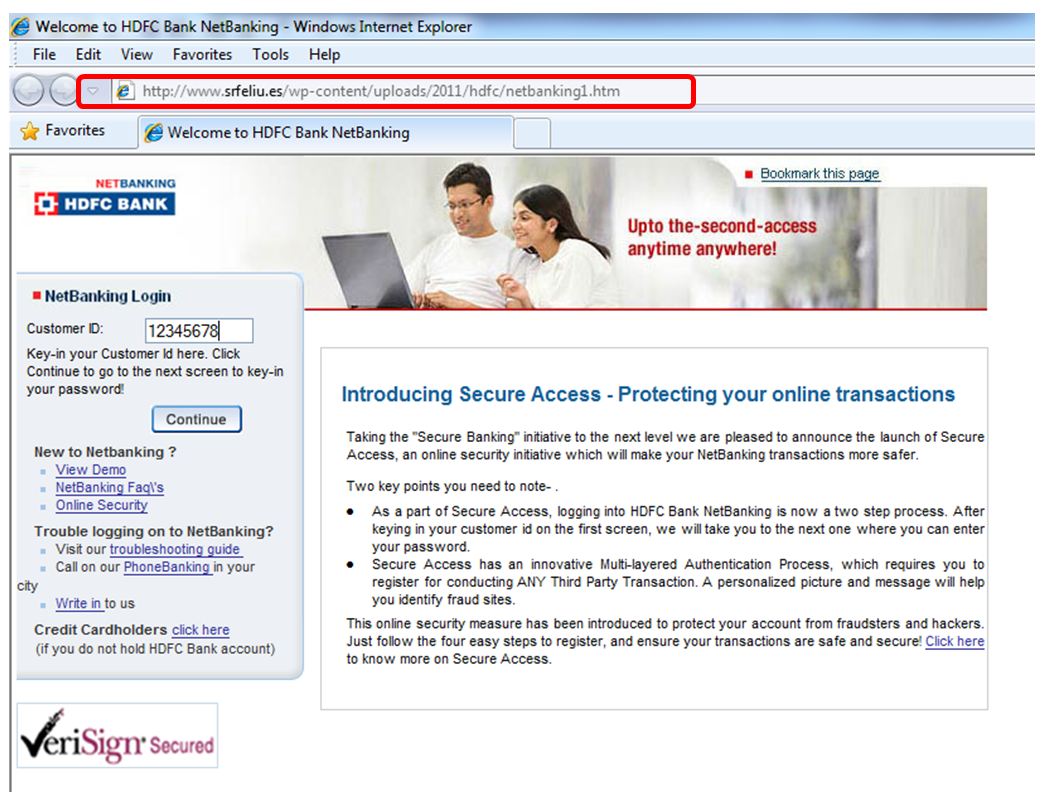 Welcome to HDFC Bank NetBanking - Windows Internet Explorer
File Edit View Favorites Tools Help
http://www.srfeliu.es/wp-content/uploads/2011/hdfc/netbanking1.htm
Favorites
Welcome to HDFC Bank NetBanking
NETBANKING
HDFC BANK
Bookmark this page
Upto the-second-access
anytime anywhere!
NetBanking Login
Customer ID: 12345678
Key-in your Customer Id here. Click
Continue to go to the next screen to key-in
your password!
Continue
New to Netbanking ?
View Demo
NetBanking Faq\'s
Online Security
Trouble logging on to NetBanking?
Visit our troubleshooting guide
Call on our PhoneBanking in your
city
Write in to us
Credit Cardholders click here
(if you do not hold HDFC Bank account)
VeriSign Secured
Introducing Secure Access - Protecting your online transactions
Taking the "Secure Banking" initiative to the next level we are pleased to announce the launch of Secure
Access, an online security initiative which will make your NetBanking transactions more safer.
Two key points you need to note- .
As a part of Secure Access, logging into HDFC Bank NetBanking is now a two step process. After
keying in your customer id on the first screen, we will take you to the next one where you can enter
your password.
Secure Access has an innovative Multi-layered Authentication Process, which requires you to
register for conducting ANY Third Party Transaction. A personalized picture and message will help
you identify fraud sites.
This online security measure has been introduced to protect your account from fraudsters and hackers.
Just follow the four easy steps to register, and ensure your transactions are safe and secure! Click here
to know more on Secure Access.